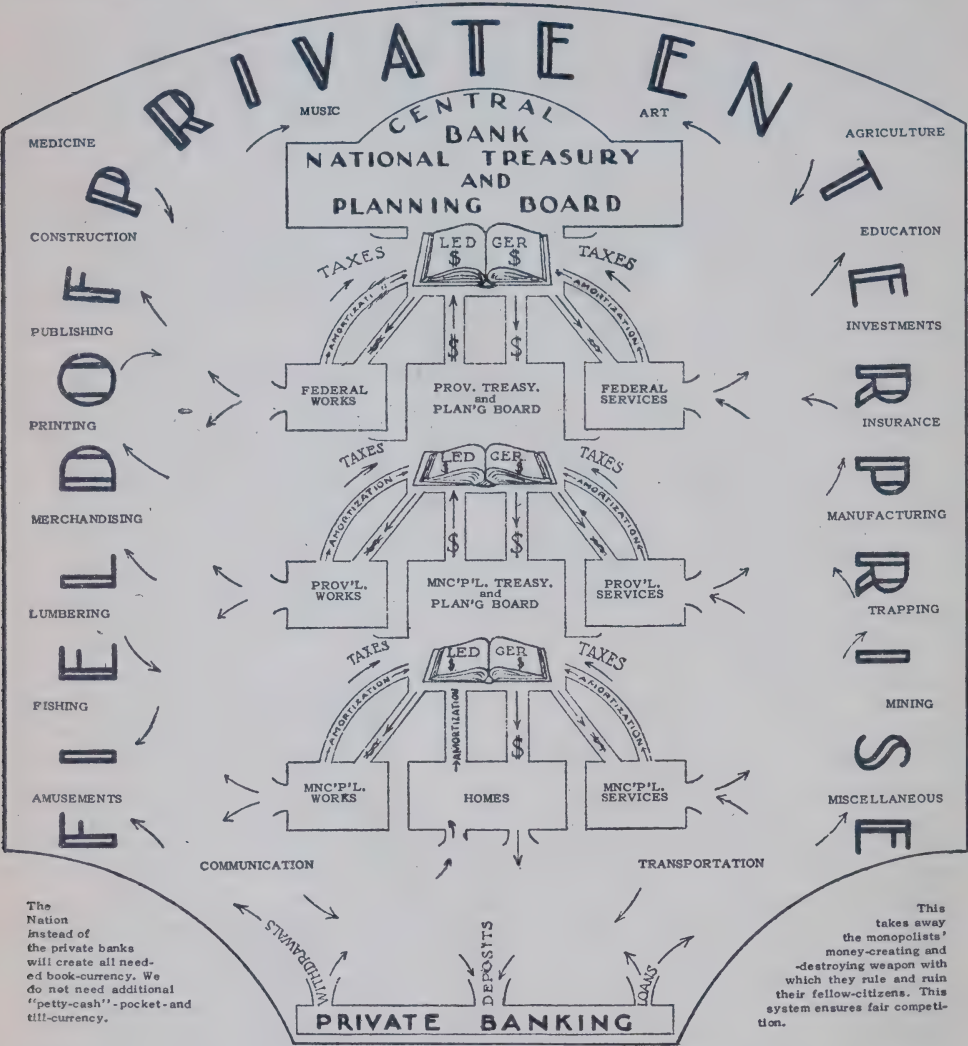 FIELD OF PRIVATE ENTERPRISE
MUSIC
ART
MEDICINE
AGRICULTURE
CENTRAL
BANK
NATIONAL TREASURY
AND
PLANNING BOARD
CONSTRUCTION
EDUCATION
TAXES
LED GER
$ $
TAXES
AMORTIZATI
AMORTIZATION
$ $ $ $
PUBLISHING
INVESTMENTS
FEDERAL
WORKS
PROV. TREASY.
and
PLAN'G BOARD
FEDERAL
SERVICES
PRINTING
INSURANCE
TAXES
LED GER
$ $
TAXES
AMORTIZATION
AMORTIZATION
$ $ $ $
MERCHANDISING
MANUFACTURING
PROV'L.
WORKS
MNC'P'L. TREASY.
and
PLAN'G BOARD
PROV'L.
SERVICES
LUMBERING
TRAPPING
TAXES
LED GER
$ $
TAXES
AMORTIZATION
AMORTIZATION
AMORTIZATION
$ $ $
FISHING
MINING
MNC'P'L.
WORKS
HOMES
MNC'P'L.
SERVICES
AMUSEMENTS
MISCELLANEOUS
COMMUNICATION
TRANSPORTATION
The
Nation
instead of
the private banks
will create all need-
ed book-currency. We
do not need additional
"petty-cash"-pocket-and
till-currency.
WITHDRAWALS
DEPOSITS
LOANS
This
takes away
the monopolists'
money-creating and
-destroying weapon with
which they rule and ruin
their fellow-citizens. This
system ensures fair competi-
tion.
PRIVATE BANKING